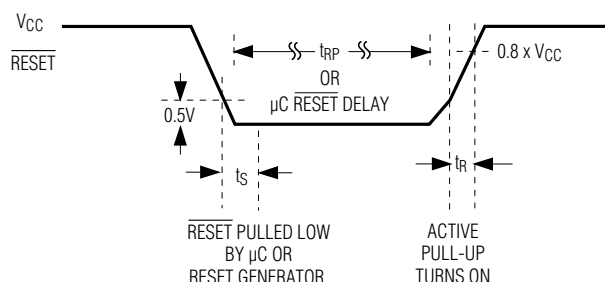 VCC
RESET
tRP
OR
µC RESET DELAY
0.8 x VCC
0.5V
tS
tR
RESET PULLED LOW
BY µC OR
RESET GENERATOR
ACTIVE
PULL-UP
TURNS ON